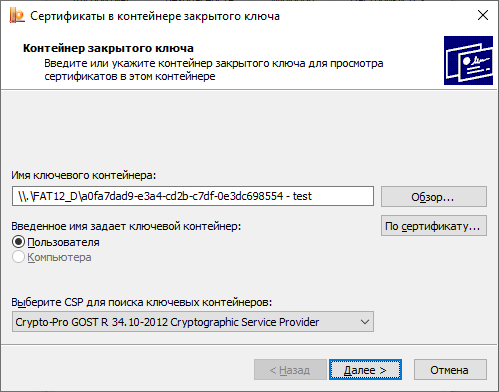 Сертификаты в контейнере закрытого ключа
Контейнер закрытого ключа
Введите или укажите контейнер закрытого ключа для просмотра
сертификатов в этом контейнере
Имя ключевого контейнера:
\\.\FAT12_D\a0fa7dad9-e3a4-cd2b-c7df-0e3dc698554 - test
Обзор...
Введенное имя задает ключевой контейнер:
По сертификату...
Пользователя
Компьютера
Выберите CSP для поиска ключевых контейнеров:
Crypto-Pro GOST R 34.10-2012 Cryptographic Service Provider
< Назад
Далее >
Отмена